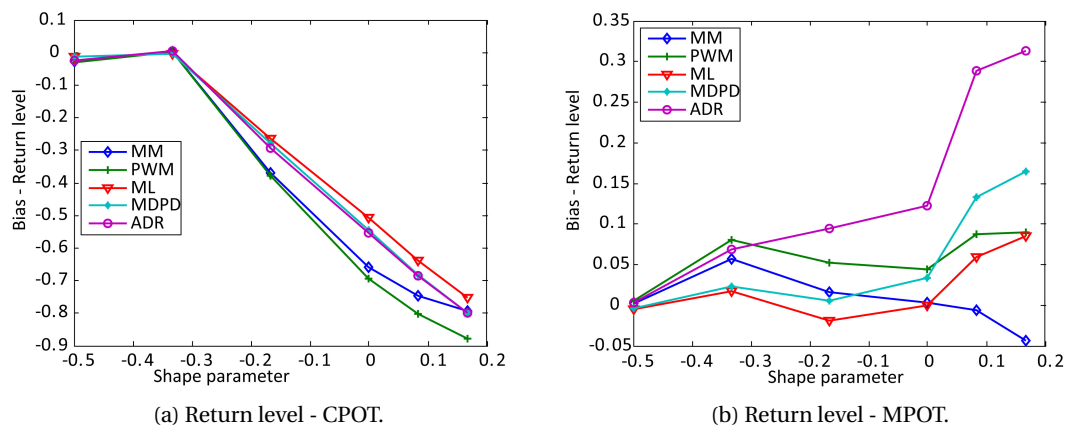 0.1
0
-0.1
-0.2
-0.3
-0.4
-0.5
-0.6
-0.7
-0.8
-0.9
Bias - Return level
MM
PWM
ML
MDPD
ADR
-0.5 -0.4 -0.3 -0.2 -0.1 0 0.1 0.2
Shape parameter
(a) Return level - CPOT.
0.35
0.3
0.25
0.2
0.15
0.1
0.05
0
-0.05
Bias - Return level
MM
PWM
ML
MDPD
ADR
-0.5 -0.4 -0.3 -0.2 -0.1 0 0.1 0.2
Shape parameter
(b) Return level - MPOT.